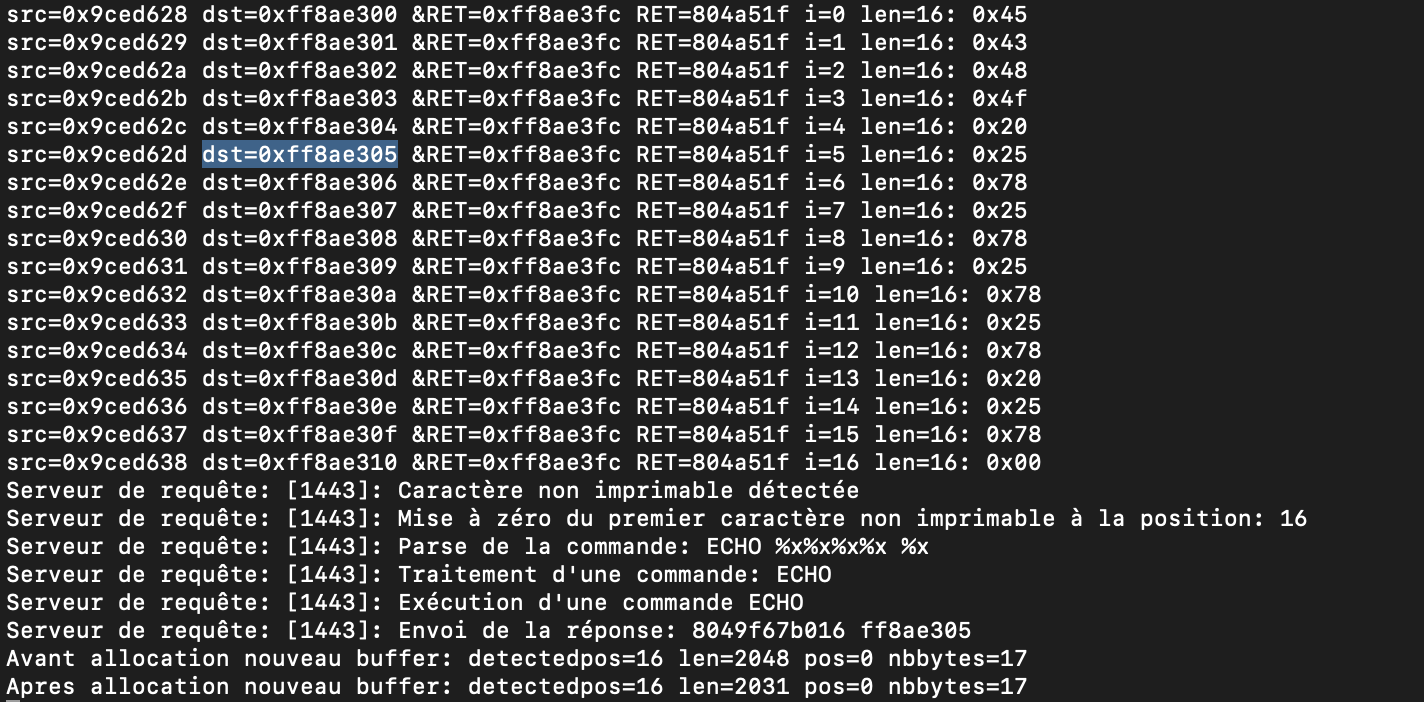 src=0x9ced628 dst=0xff8ae300 &RET=0xff8ae3fc RET=804a51f i=0 len=16: 0x45
src=0x9ced629 dst=0xff8ae301 &RET=0xff8ae3fc RET=804a51f i=1 len=16: 0x43
src=0x9ced62a dst=0xff8ae302 &RET=0xff8ae3fc RET=804a51f i=2 len=16: 0x48
src=0x9ced62b dst=0xff8ae303 &RET=0xff8ae3fc RET=804a51f i=3 len=16: 0x4f
src=0x9ced62c dst=0xff8ae304 &RET=0xff8ae3fc RET=804a51f i=4 len=16: 0x20
src=0x9ced62d dst=0xff8ae305 &RET=0xff8ae3fc RET=804a51f i=5 len=16: 0x25
src=0x9ced62e dst=0xff8ae306 &RET=0xff8ae3fc RET=804a51f i=6 len=16: 0x78
src=0x9ced62f dst=0xff8ae307 &RET=0xff8ae3fc RET=804a51f i=7 len=16: 0x25
src=0x9ced630 dst=0xff8ae308 &RET=0xff8ae3fc RET=804a51f i=8 len=16: 0x78
src=0x9ced631 dst=0xff8ae309 &RET=0xff8ae3fc RET=804a51f i=9 len=16: 0x25
src=0x9ced632 dst=0xff8ae30a &RET=0xff8ae3fc RET=804a51f i=10 len=16: 0x78
src=0x9ced633 dst=0xff8ae30b &RET=0xff8ae3fc RET=804a51f i=11 len=16: 0x25
src=0x9ced634 dst=0xff8ae30c &RET=0xff8ae3fc RET=804a51f i=12 len=16: 0x78
src=0x9ced635 dst=0xff8ae30d &RET=0xff8ae3fc RET=804a51f i=13 len=16: 0x20
src=0x9ced636 dst=0xff8ae30e &RET=0xff8ae3fc RET=804a51f i=14 len=16: 0x25
src=0x9ced637 dst=0xff8ae30f &RET=0xff8ae3fc RET=804a51f i=15 len=16: 0x78
src=0x9ced638 dst=0xff8ae310 &RET=0xff8ae3fc RET=804a51f i=16 len=16: 0x00
Serveur de requête: [1443]: Caractère non imprimable détectée
Serveur de requête: [1443]: Mise à zéro du premier caractère non imprimable à la position: 16
Serveur de requête: [1443]: Parse de la commande: ECHO %x%x%x%x %x
Serveur de requête: [1443]: Traitement d'une commande: ECHO
Serveur de requête: [1443]: Exécution d'une commande ECHO
Serveur de requête: [1443]: Envoi de la réponse: 8049f67b016 ff8ae305
Avant allocation nouveau buffer: detectedpos=16 len=2048 pos=0 nbbytes=17
Apres allocation nouveau buffer: detectedpos=16 len=2031 pos=0 nbbytes=17